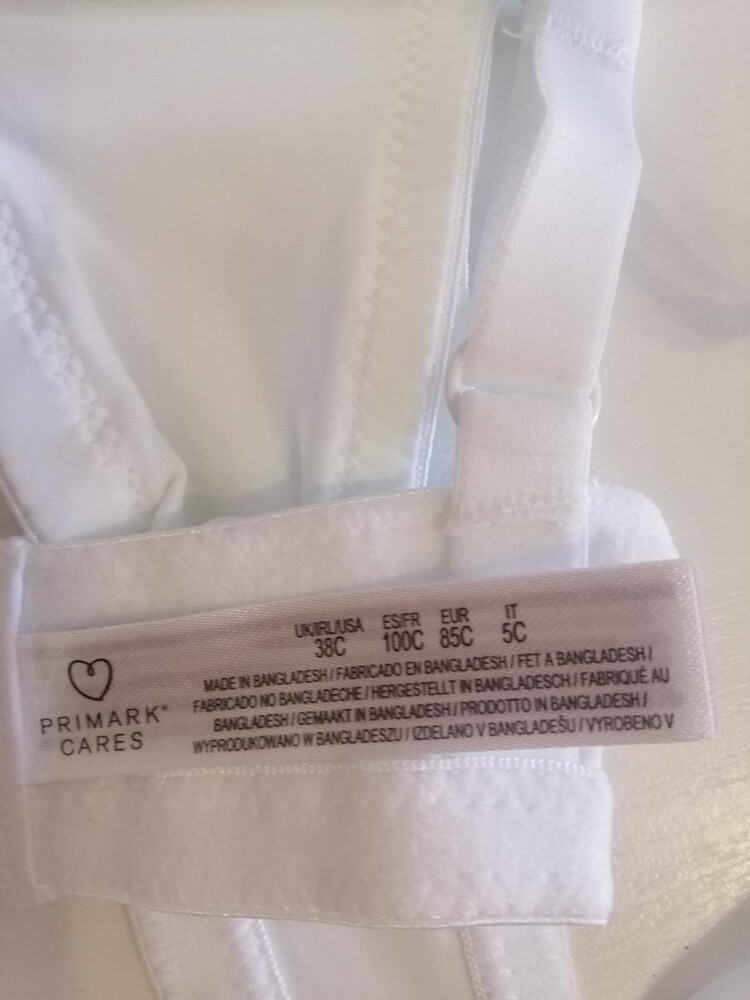 UK/IRL/USA ES/FR EUR IT
38C 100C 85C 5C
MADE IN BANGLADESH / FABRICADO EN BANGLADESH / FET A BANGLADESH /
FABRICADO NO BANGLADECHE / HERGESTELLT IN BANGLADESCH / FABRIQUÉ AU
BANGLADESH / GEMAAKT IN BANGLADESH / PRODOTTO IN BANGLADESH /
WYPRODUKOWANO W BANGLADESZU / IZDELANO V BANGLADEŠU / VYROBENO V
PRIMARK®
CARES